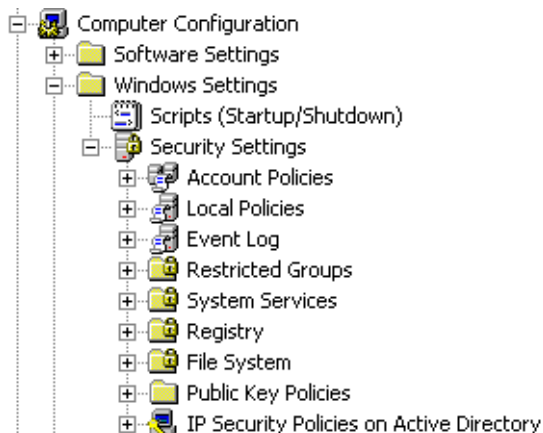 Computer Configuration
Software Settings
Windows Settings
Scripts (Startup/Shutdown)
Security Settings
Account Policies
Local Policies
Event Log
Restricted Groups
System Services
Registry
File System
Public Key Policies
IP Security Policies on Active Directory